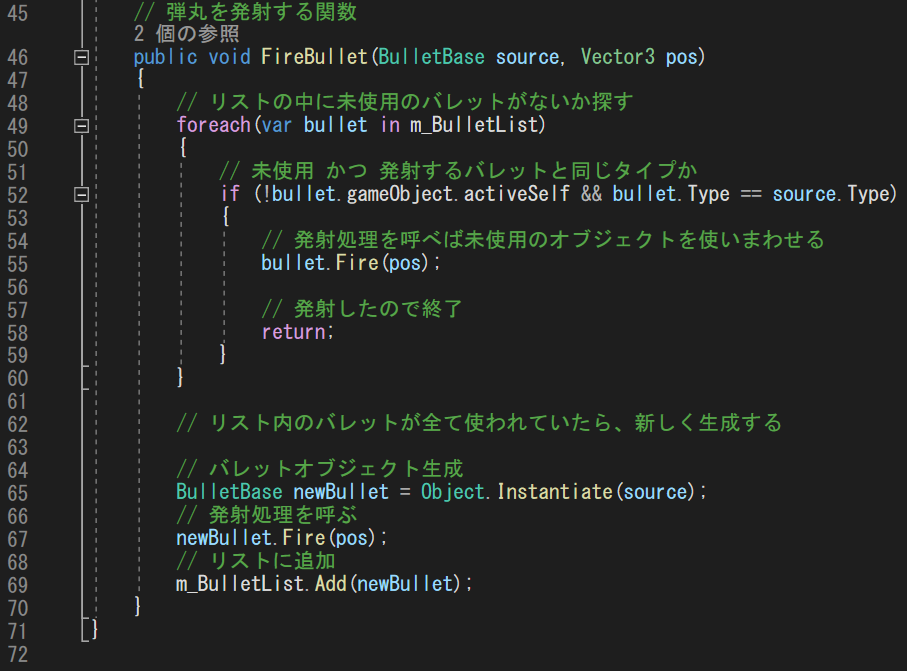 45 // 弾丸を発射する関数
2 個の参照
46 public void FireBullet(BulletBase source, Vector3 pos)
47 {
48 // リストの中に未使用のバレットがないか探す
49 foreach(var bullet in m_BulletList)
50 {
51 // 未使用 かつ 発射するバレットと同じタイプか
52 if (!bullet.gameObject.activeSelf && bullet.Type == source.Type)
53 {
54 // 発射処理を呼べば未使用のオブジェクトを使いまわせる
55 bullet.Fire(pos);
56
57 // 発射したので終了
58 return;
59 }
60 }
61
62 // リスト内のバレットが全て使われていたら、新しく生成する
63
64 // バレットオブジェクト生成
65 BulletBase newBullet = Object.Instantiate(source);
66 // 発射処理を呼ぶ
67 newBullet.Fire(pos);
68 // リストに追加
69 m_BulletList.Add(newBullet);
70 }
71 }
72